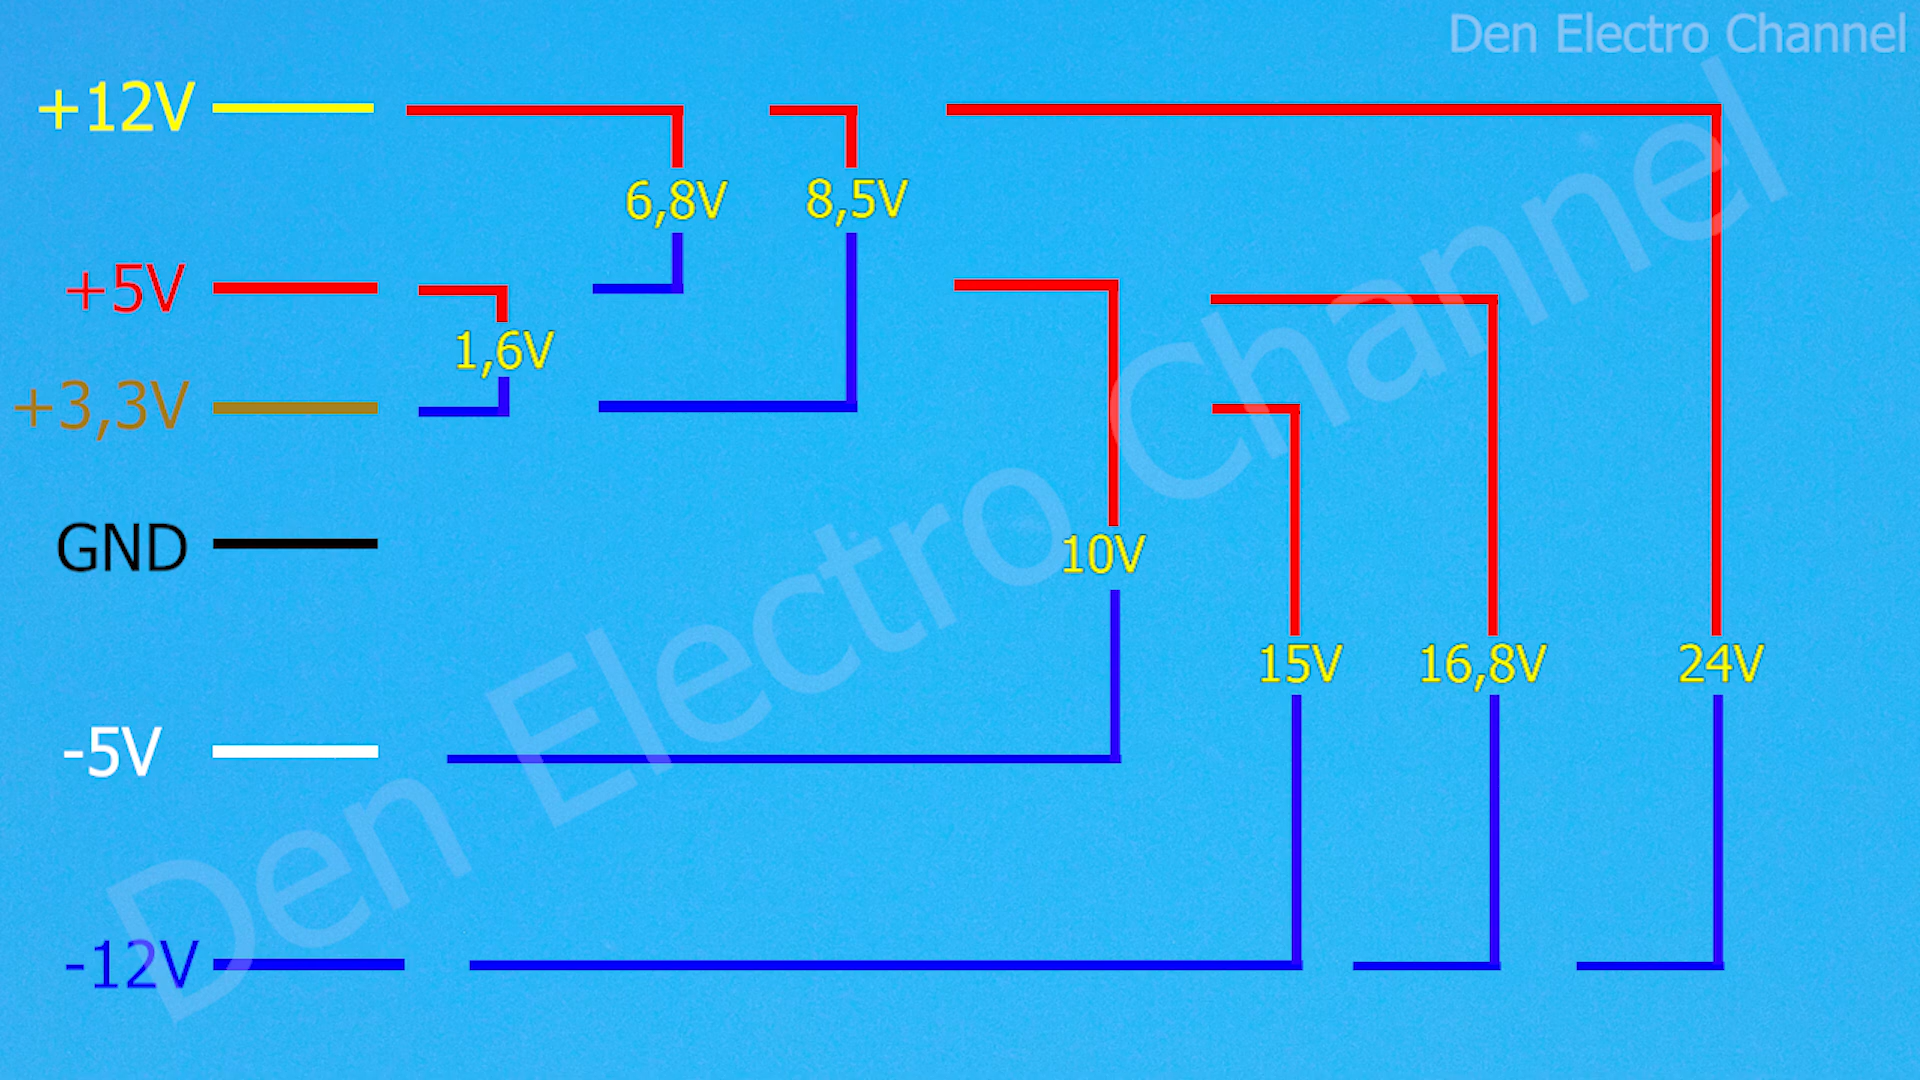 Den Electro Channel
+12V
6,8V
8,5V
+5V
1,6V
+3,3V
GND
10V
15V
16,8V
24V
-5V
-12V
Den Electro Channel